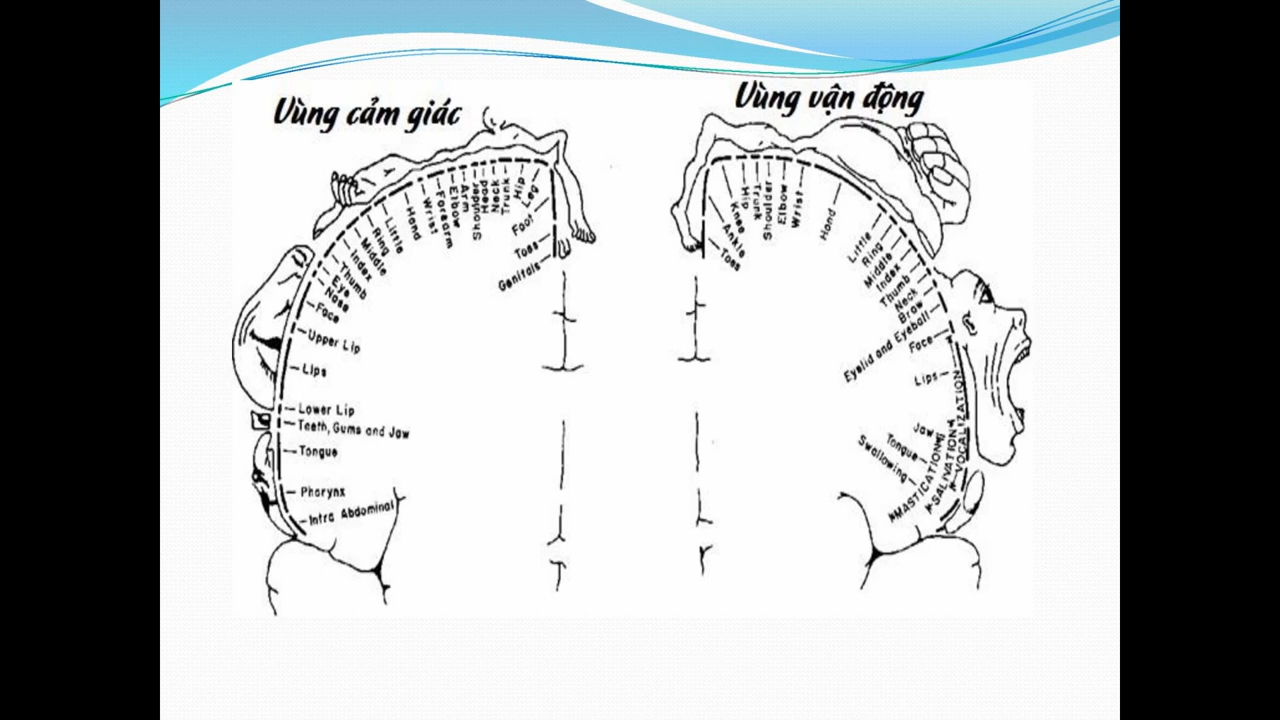 Vùng cảm giác
Genitals
Toes
Foot
Leg
Hip
Trunk
Neck
Head
Shoulder
Arm
Elbow
Forearm
Wrist
Hand
Little
Ring
Middle
Index
Thumb
Eye
Nose
Face
Upper Lip
Lips
Lower Lip
Teeth, Gums and Jaw
Tongue
Pharynx
Intra Abdominal
Vùng vận động
Toes
Ankle
Knee
Hip
Trunk
Shoulder
Elbow
Wrist
Hand
Little
Ring
Middle
Index
Thumb
Neck
Brow
Eyelid and Eyeball
Face
Lips
Jaw
Tongue
Swallowing
MASTICATION
SALIVATION
VOCALIZATION